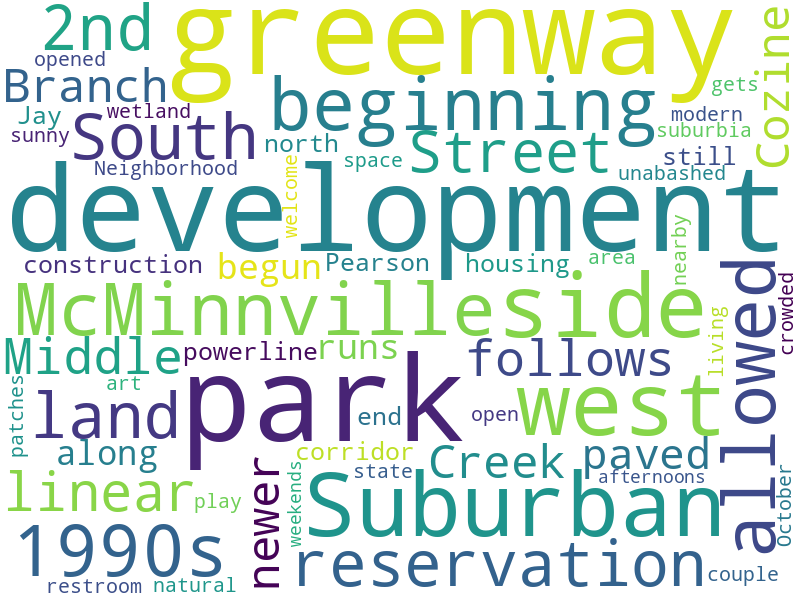 2nd
greenway
Cozine
opened
Branch
beginning
gets
Jay
wetland
modern
sunny
South
north
Street
suburbia
Neighborhood
space
still
welcome
unabashed
development
construction
begun
Pearson
housing
area
nearby
McMinnville
side
allowed
crowded
Middle
powerline
runs
follows
living
patches
art
park
west
land
end
open
along
corridor
Creek
paved
linear
play
newer
weekends
state
Suburban
afternoons
October
1990s
reservation
couple
restroom
natural